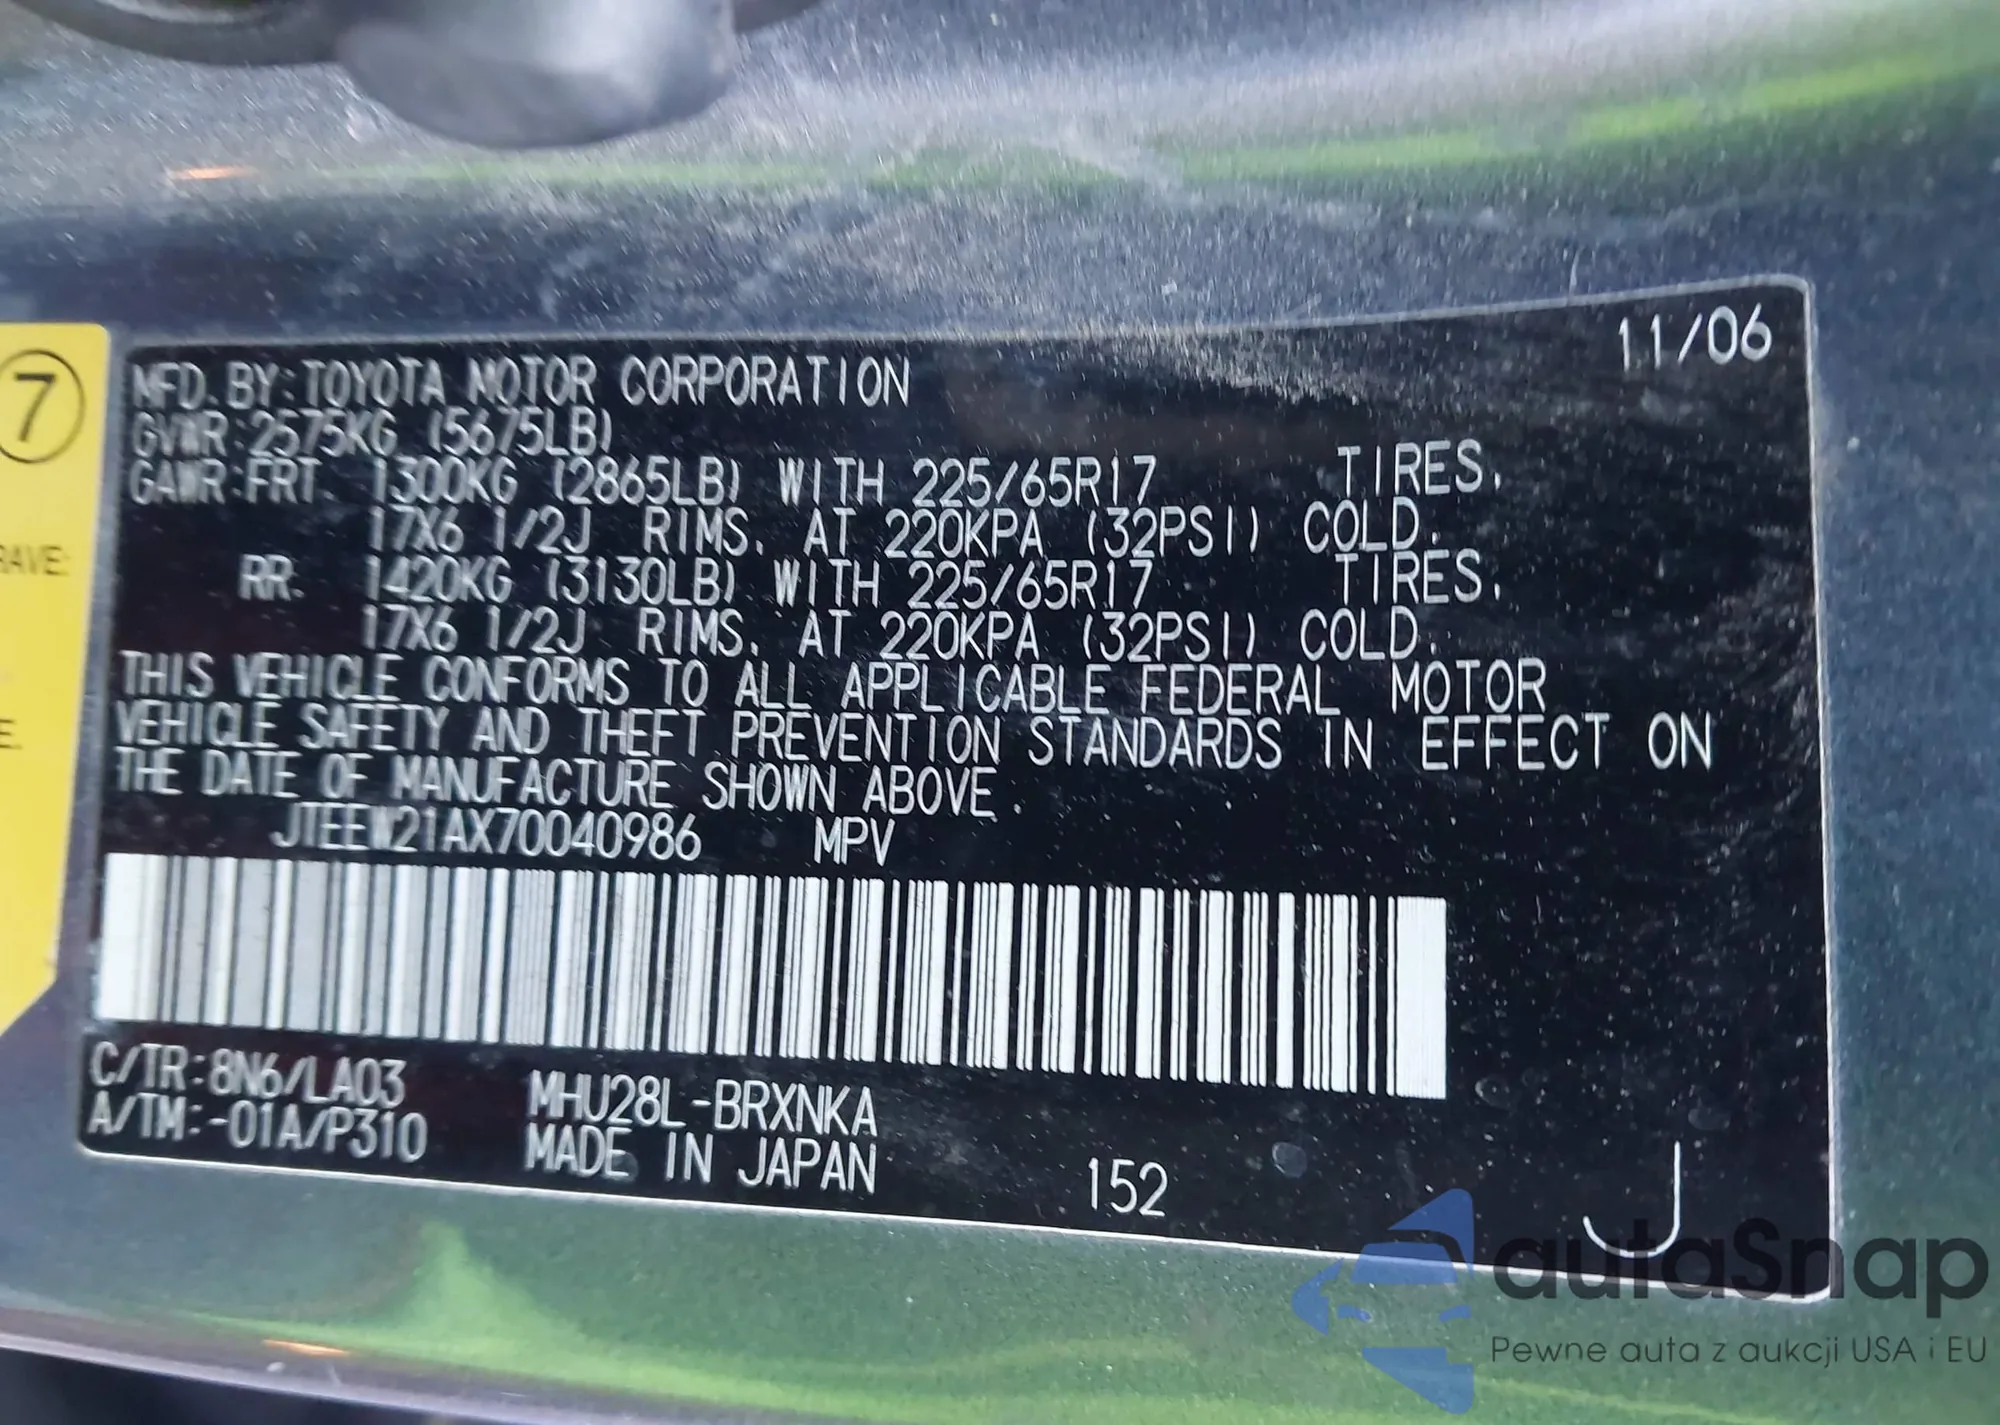 11/06
MFD. BY: TOYOTA MOTOR CORPORATION
GVWR: 2575KG (5675LB)
GAWR: FRT. 1300KG (2865LB) WITH 225/65R17 TIRES,
17X6 1/2J RIMS, AT 220KPA (32PSI) COLD.
RR. 1420KG (3130LB) WITH 225/65R17 TIRES,
17X6 1/2J RIMS, AT 220KPA (32PSI) COLD.
THIS VEHICLE CONFORMS TO ALL APPLICABLE FEDERAL MOTOR
VEHICLE SAFETY AND THEFT PREVENTION STANDARDS IN EFFECT ON
THE DATE OF MANUFACTURE SHOWN ABOVE.
JTEEW21AX70040986 MPV
C/TR: 8N6/LA03 MHU28L-BRXNKA
A/TM: -01A/P310 MADE IN JAPAN 152 J
7
RAVE:
E.
autaSnap
Pewne auta z aukcji USA i EU